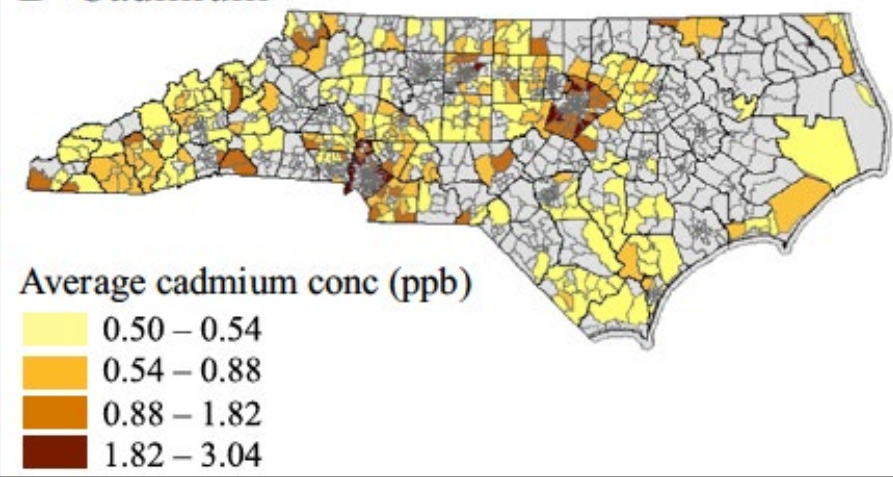 Average cadmium conc (ppb)
0.50 – 0.54
0.54 – 0.88
0.88 – 1.82
1.82 – 3.04